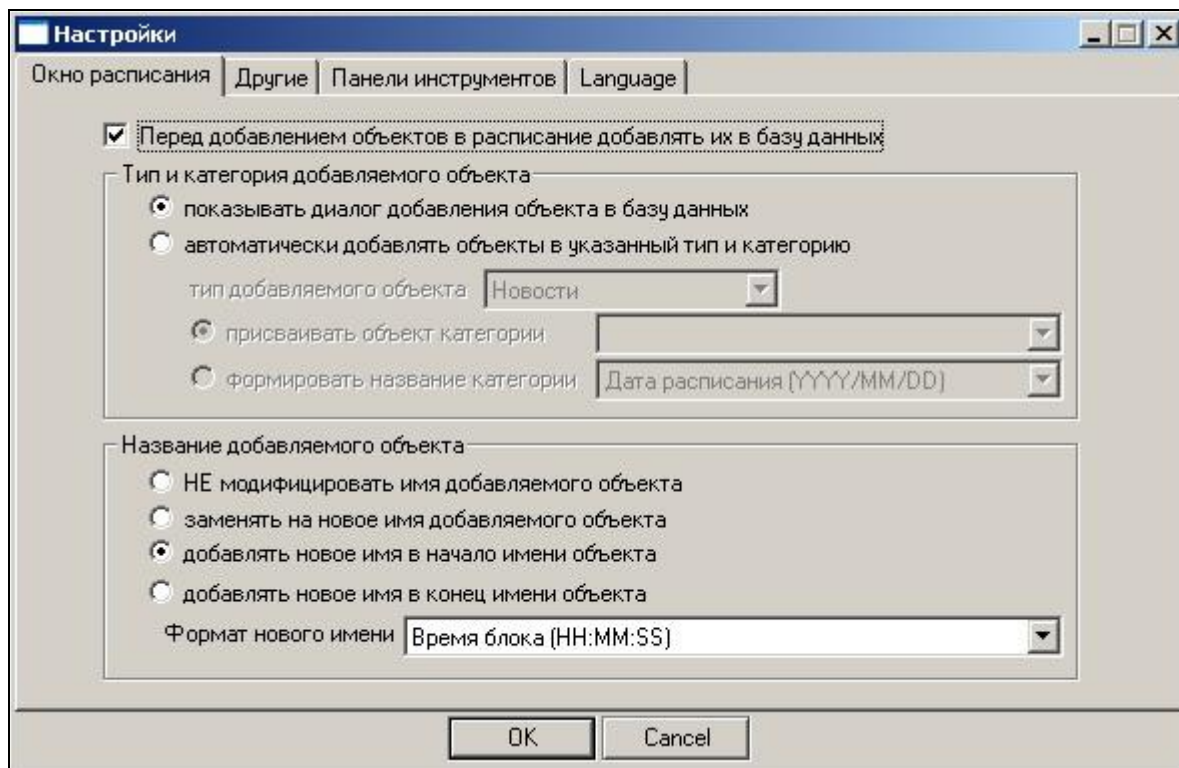 Настройки
Окно расписания Другие Панели инструментов Language
Перед добавлением объектов в расписание добавлять их в базу данных
Тип и категория добавляемого объекта
показывать диалог добавления объекта в базу данных
автоматически добавлять объекты в указанный тип и категорию
тип добавляемого объекта Новости
присваивать объект категории
формировать название категории Дата расписания (YYYY/MM/DD)
Название добавляемого объекта
НЕ модифицировать имя добавляемого объекта
заменять на новое имя добавляемого объекта
добавлять новое имя в начало имени объекта
добавлять новое имя в конец имени объекта
Формат нового имени Время блока (HH:MM:SS)
OK Cancel